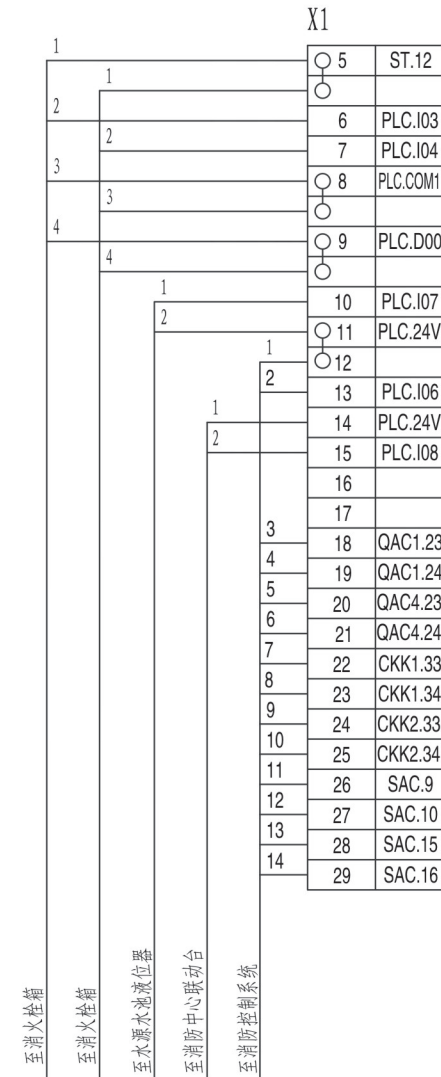 X1
1
5 ST.12
1
2
6 PLC.I03
2
7 PLC.I04
3
8 PLC.COM1
3
4
9 PLC.D00
4
1
10 PLC.I07
2
11 PLC.24V
1
12
2
13 PLC.I06
1
14 PLC.24V
2
15 PLC.I08
16
17
3
18 QAC1.23
4
19 QAC1.24
5
20 QAC4.23
6
21 QAC4.24
7
22 CKK1.33
8
23 CKK1.34
9
24 CKK2.33
10
25 CKK2.34
11
26 SAC.9
12
27 SAC.10
13
28 SAC.15
14
29 SAC.16
至消火栓箱
至消火栓箱
至水源水池液位器
至消防中心联动台
至消防控制系统